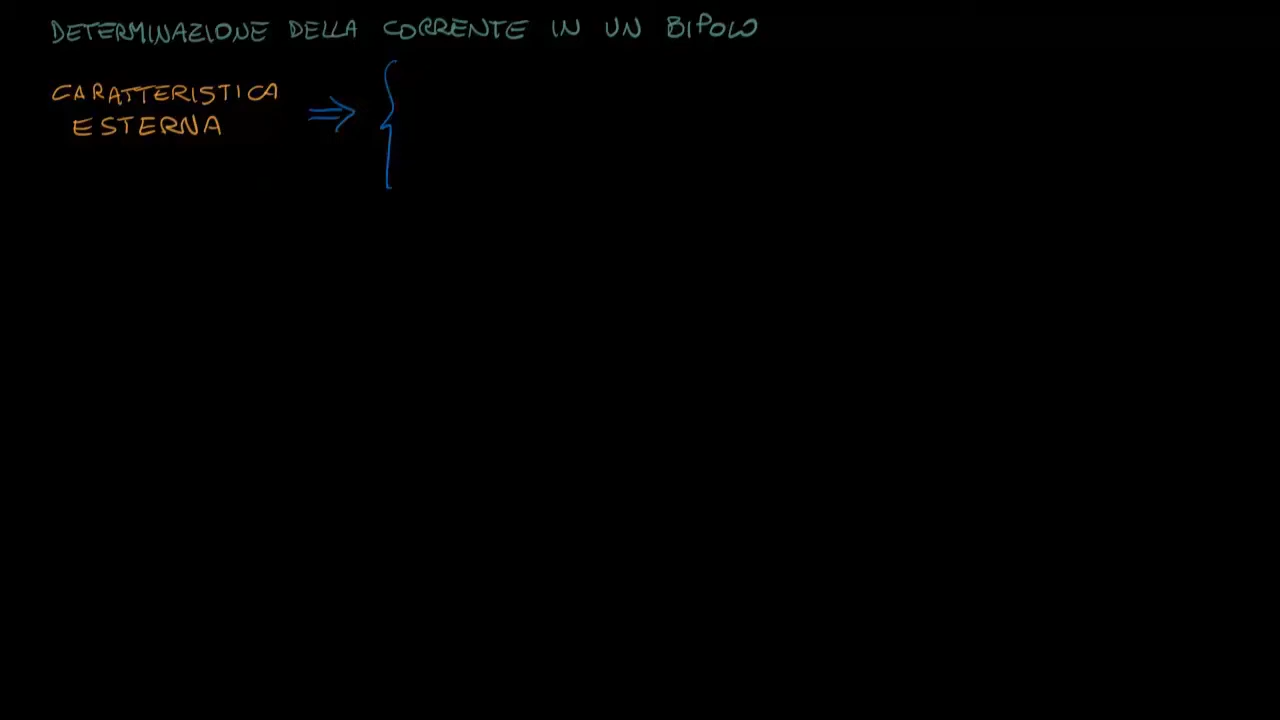 DETERMINAZIONE DELLA CORRENTE IN UN BIPOLO
CARATTERISTICA
ESTERNA ⇒ {